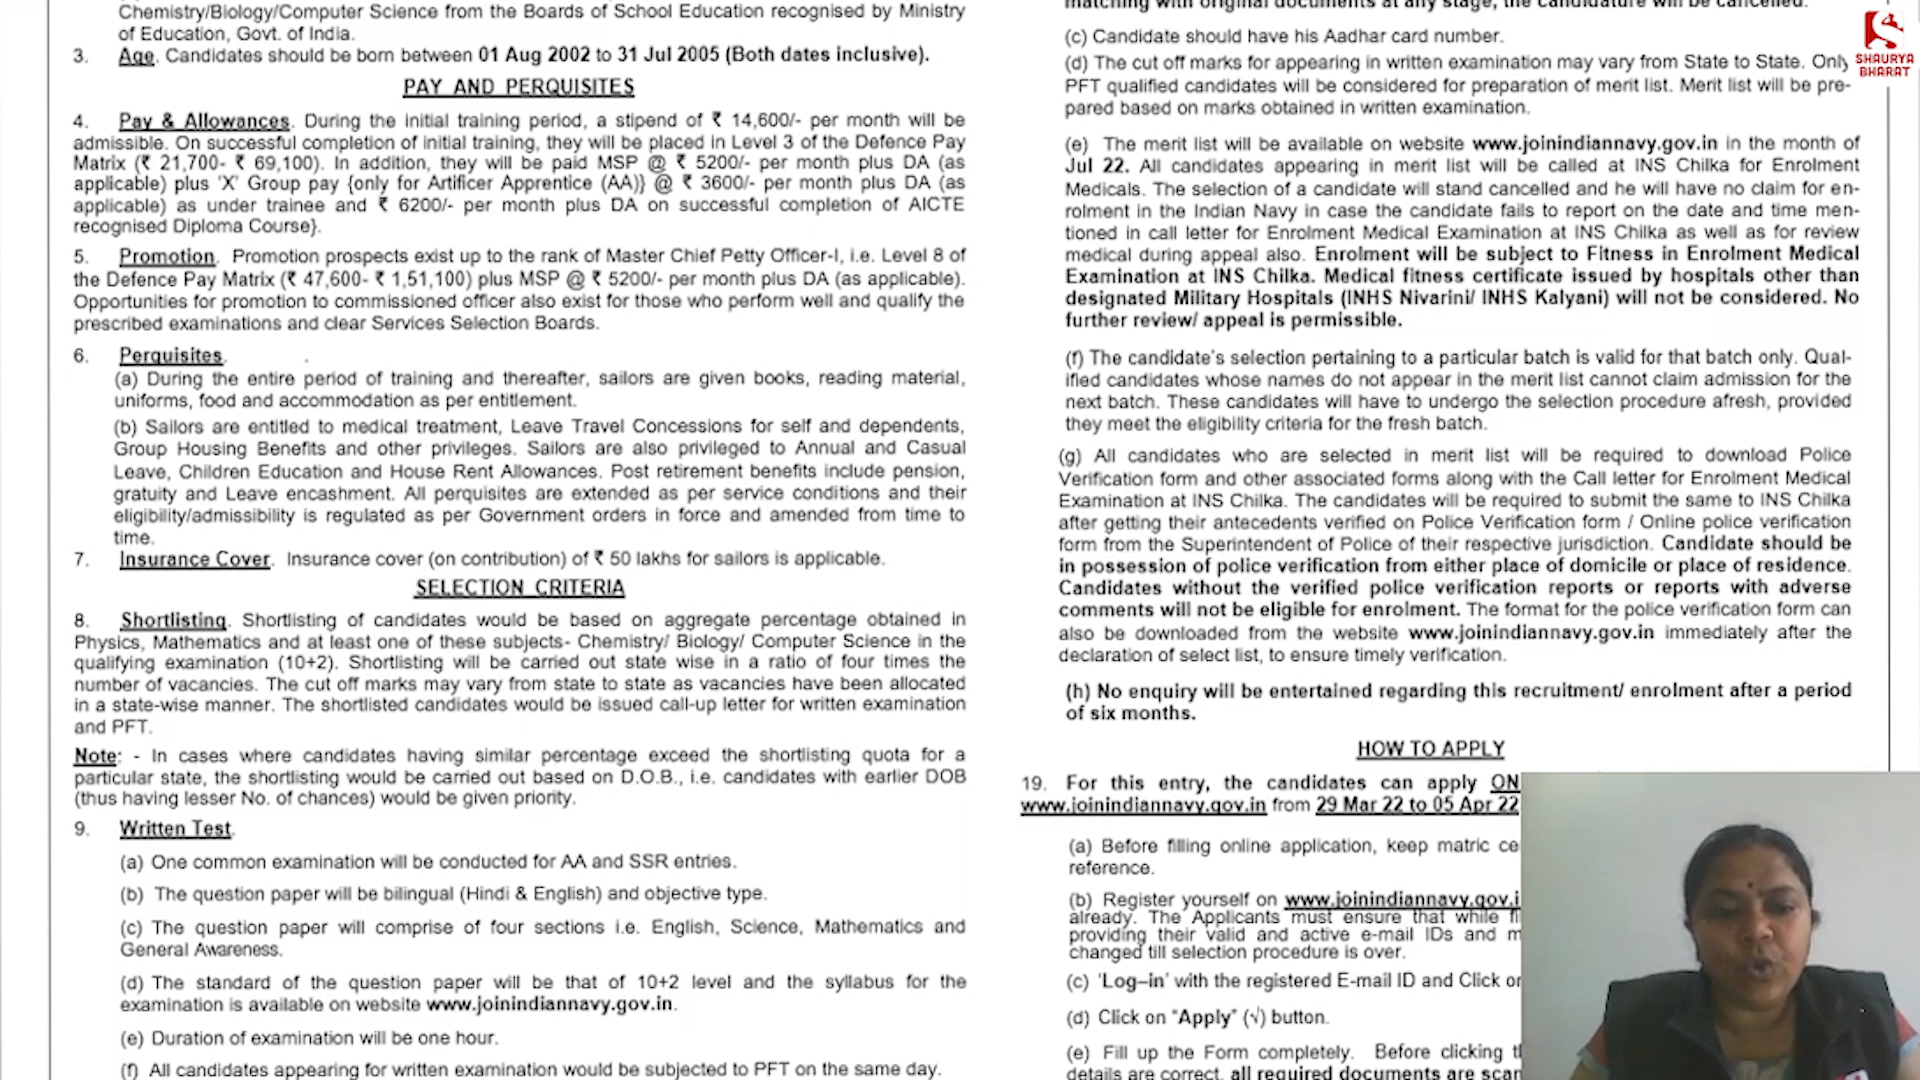 Chemistry/Biology/Computer Science from the Boards of School Education recognised by Ministry
of Education, Govt. of India.
3. Age. Candidates should be born between 01 Aug 2002 to 31 Jul 2005 (Both dates inclusive).
PAY AND PERQUISITES
4. Pay & Allowances. During the initial training period, a stipend of ₹ 14,600/- per month will be
admissible. On successful completion of initial training, they will be placed in Level 3 of the Defence Pay
Matrix (₹ 21,700- ₹ 69,100). In addition, they will be paid MSP @ ₹ 5200/- per month plus DA (as
applicable) plus 'X' Group pay {only for Artificer Apprentice (AA)} @ ₹ 3600/- per month plus DA (as
applicable) as under trainee and ₹ 6200/- per month plus DA on successful completion of AICTE
recognised Diploma Course}.
5. Promotion. Promotion prospects exist up to the rank of Master Chief Petty Officer-I, i.e. Level 8 of
the Defence Pay Matrix (₹ 47,600- ₹ 1,51,100) plus MSP @ ₹ 5200/- per month plus DA (as applicable).
Opportunities for promotion to commissioned officer also exist for those who perform well and qualify the
prescribed examinations and clear Services Selection Boards.
6. Perquisites.
(a) During the entire period of training and thereafter, sailors are given books, reading material,
uniforms, food and accommodation as per entitlement.
(b) Sailors are entitled to medical treatment, Leave Travel Concessions for self and dependents,
Group Housing Benefits and other privileges. Sailors are also privileged to Annual and Casual
Leave, Children Education and House Rent Allowances. Post retirement benefits include pension,
gratuity and Leave encashment. All perquisites are extended as per service conditions and their
eligibility/admissibility is regulated as per Government orders in force and amended from time to
time.
7. Insurance Cover. Insurance cover (on contribution) of ₹ 50 lakhs for sailors is applicable.
SELECTION CRITERIA
8. Shortlisting. Shortlisting of candidates would be based on aggregate percentage obtained in
Physics, Mathematics and at least one of these subjects- Chemistry/ Biology/ Computer Science in the
qualifying examination (10+2). Shortlisting will be carried out state wise in a ratio of four times the
number of vacancies. The cut off marks may vary from state to state as vacancies have been allocated
in a state-wise manner. The shortlisted candidates would be issued call-up letter for written examination
and PFT.
Note: - In cases where candidates having similar percentage exceed the shortlisting quota for a
particular state, the shortlisting would be carried out based on D.O.B., i.e. candidates with earlier DOB
(thus having lesser No. of chances) would be given priority.
9. Written Test.
(a) One common examination will be conducted for AA and SSR entries.
(b) The question paper will be bilingual (Hindi & English) and objective type.
(c) The question paper will comprise of four sections i.e. English, Science, Mathematics and
General Awareness.
(d) The standard of the question paper will be that of 10+2 level and the syllabus for the
examination is available on website www.joinindiannavy.gov.in.
(e) Duration of examination will be one hour.
(f) All candidates appearing for written examination would be subjected to PFT on the same day.
matching with original documents at any stage, the candidature will be cancelled.
(c) Candidate should have his Aadhar card number.
(d) The cut off marks for appearing in written examination may vary from State to State. Only
PFT qualified candidates will be considered for preparation of merit list. Merit list will be pre-
pared based on marks obtained in written examination.
(e) The merit list will be available on website www.joinindiannavy.gov.in in the month of
Jul 22. All candidates appearing in merit list will be called at INS Chilka for Enrolment
Medicals. The selection of a candidate will stand cancelled and he will have no claim for en-
rolment in the Indian Navy in case the candidate fails to report on the date and time men-
tioned in call letter for Enrolment Medical Examination at INS Chilka as well as for review
medical during appeal also. Enrolment will be subject to Fitness in Enrolment Medical
Examination at INS Chilka. Medical fitness certificate issued by hospitals other than
designated Military Hospitals (INHS Nivarini/ INHS Kalyani) will not be considered. No
further review/ appeal is permissible.
(f) The candidate's selection pertaining to a particular batch is valid for that batch only. Qual-
ified candidates whose names do not appear in the merit list cannot claim admission for the
next batch. These candidates will have to undergo the selection procedure afresh, provided
they meet the eligibility criteria for the fresh batch.
(g) All candidates who are selected in merit list will be required to download Police
Verification form and other associated forms along with the Call letter for Enrolment Medical
Examination at INS Chilka. The candidates will be required to submit the same to INS Chilka
after getting their antecedents verified on Police Verification form / Online police verification
form from the Superintendent of Police of their respective jurisdiction. Candidate should be
in possession of police verification from either place of domicile or place of residence.
Candidates without the verified police verification reports or reports with adverse
comments will not be eligible for enrolment. The format for the police verification form can
also be downloaded from the website www.joinindiannavy.gov.in immediately after the
declaration of select list, to ensure timely verification.
(h) No enquiry will be entertained regarding this recruitment/ enrolment after a period
of six months.
HOW TO APPLY
19. For this entry, the candidates can apply ON
www.joinindiannavy.gov.in from 29 Mar 22 to 05 Apr 22
(a) Before filling online application, keep matric ce
reference.
(b) Register yourself on www.joinindiannavy.gov.i
already. The Applicants must ensure that while fi
providing their valid and active e-mail IDs and m
changed till selection procedure is over.
(c) 'Log–in' with the registered E-mail ID and Click on
(d) Click on "Apply" (√) button.
(e) Fill up the Form completely. Before clicking t
details are correct, all required documents are scan
SHAURYA
BHARAT